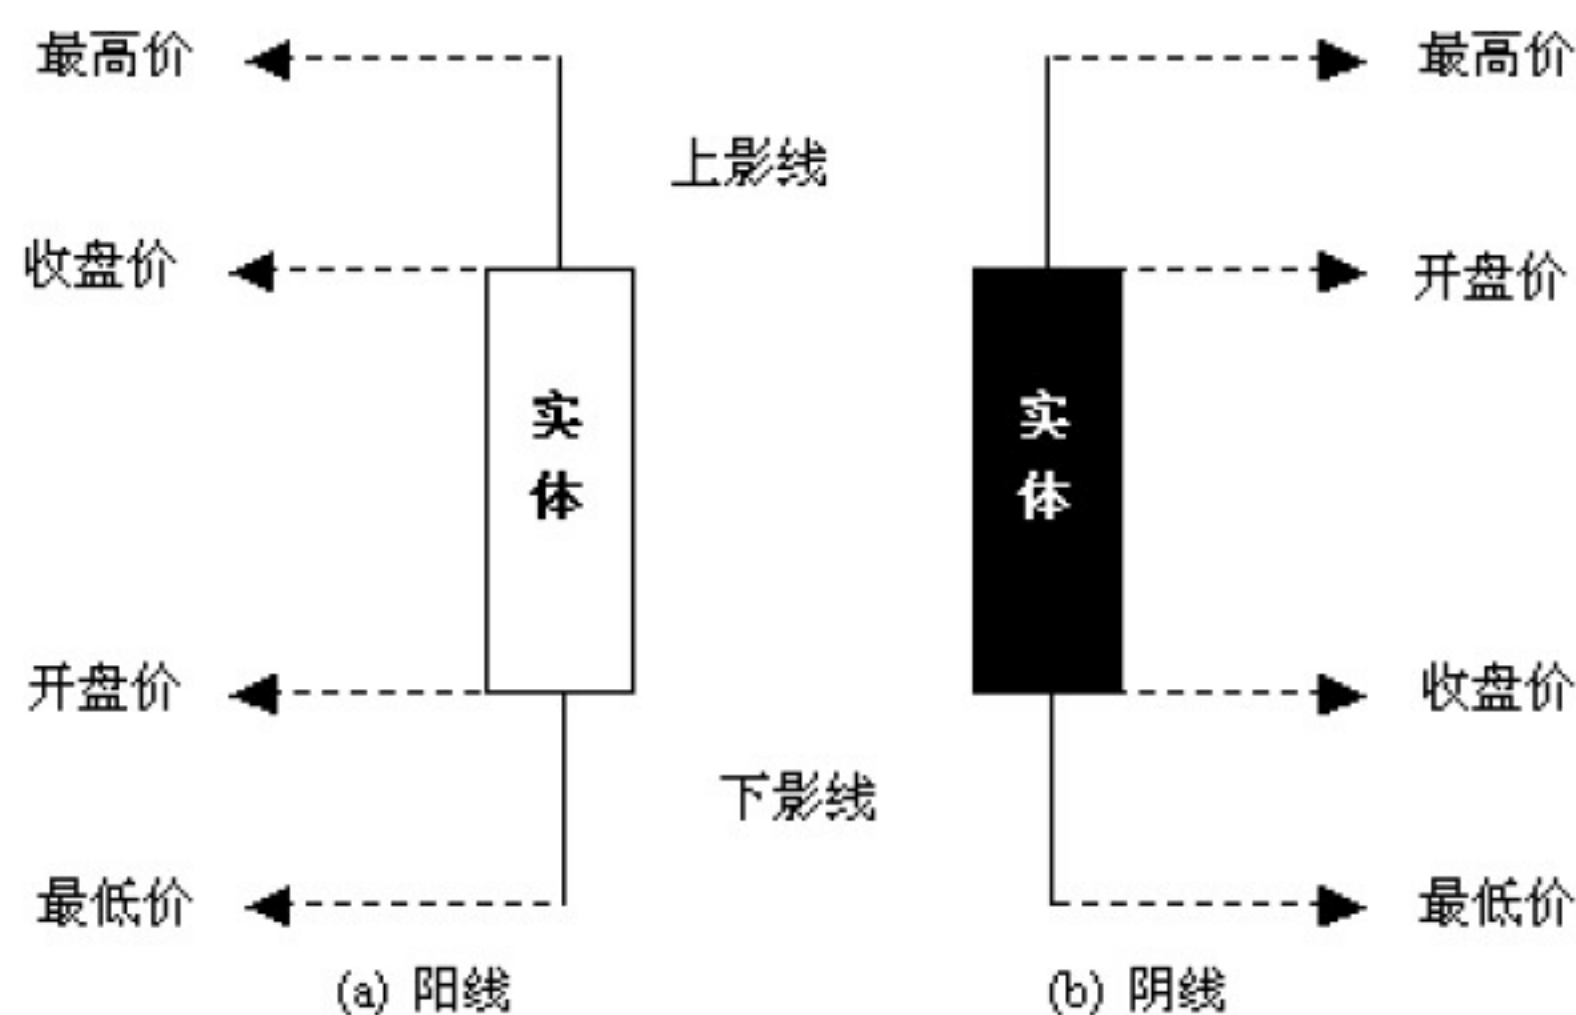 最高价
最高价
上影线
收盘价
开盘价
实
体
实
体
开盘价
收盘价
下影线
最低价
最低价
(a) 阳线
(b) 阴线